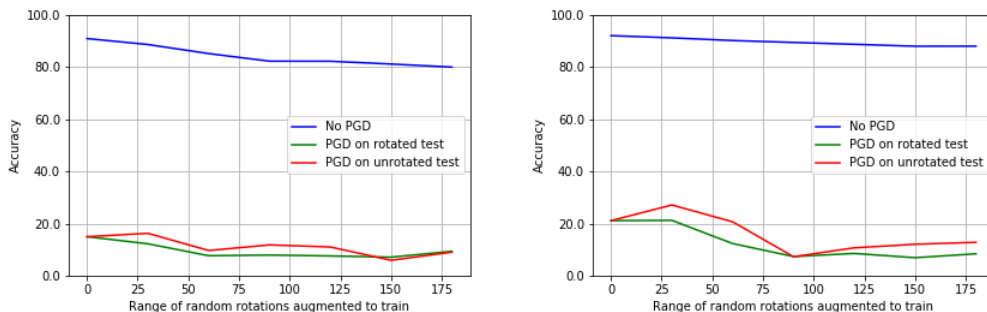 100.0
80.0
60.0
40.0
20.0
0.0
Accuracy
No PGD
PGD on rotated test
PGD on unrotated test
0 25 50 75 100 125 150 175
Range of random rotations augmented to train
100.0
80.0
60.0
40.0
20.0
0.0
Accuracy
No PGD
PGD on rotated test
PGD on unrotated test
0 25 50 75 100 125 150 175
Range of random rotations augmented to train